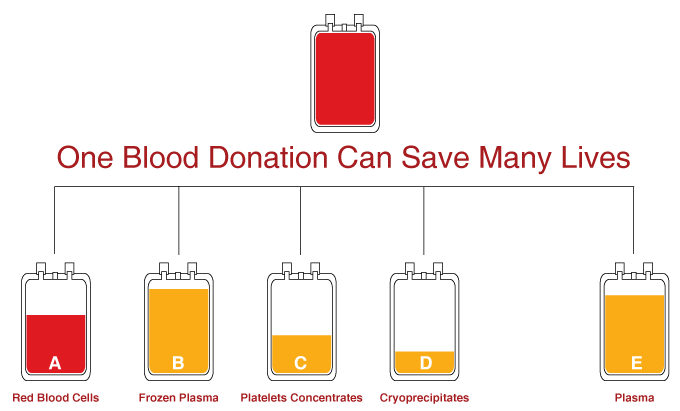 One Blood Donation Can Save Many Lives
A
B
C
D
E
Red Blood Cells
Frozen Plasma
Platelets Concentrates
Cryoprecipitates
Plasma